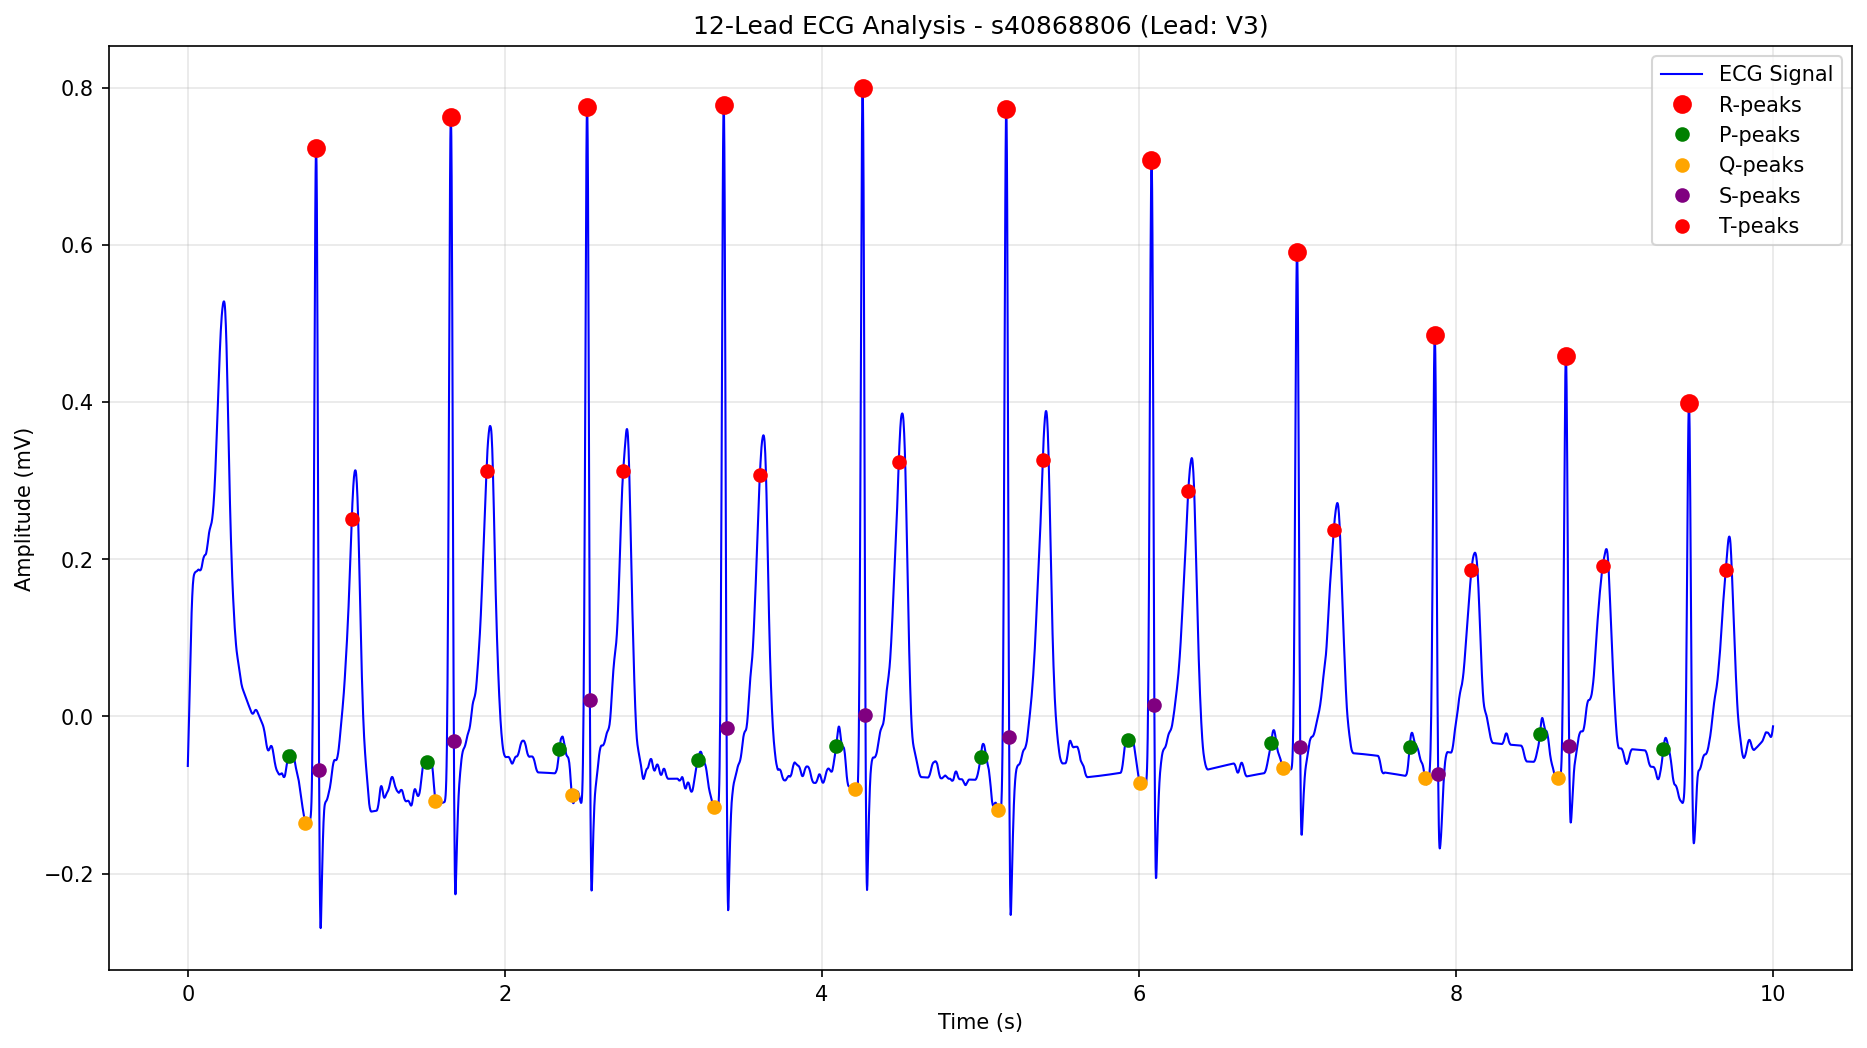 12-Lead ECG Analysis - s40868806 (Lead: V3)
ECG Signal
R-peaks
P-peaks
Q-peaks
S-peaks
T-peaks
Amplitude (mV)
0.8
0.6
0.4
0.2
0.0
−0.2
0 2 4 6 8 10
Time (s)